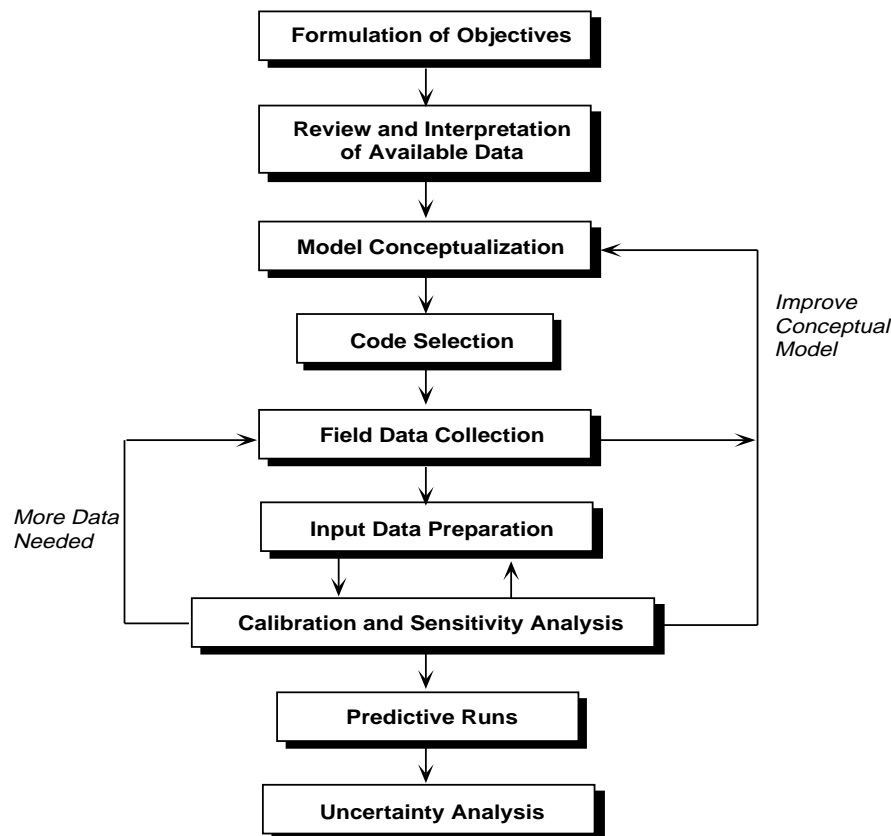 Formulation of Objectives
Review and Interpretation
of Available Data
Model Conceptualization
Improve
Conceptual
Model
Code Selection
Field Data Collection
More Data
Needed
Input Data Preparation
Calibration and Sensitivity Analysis
Predictive Runs
Uncertainty Analysis